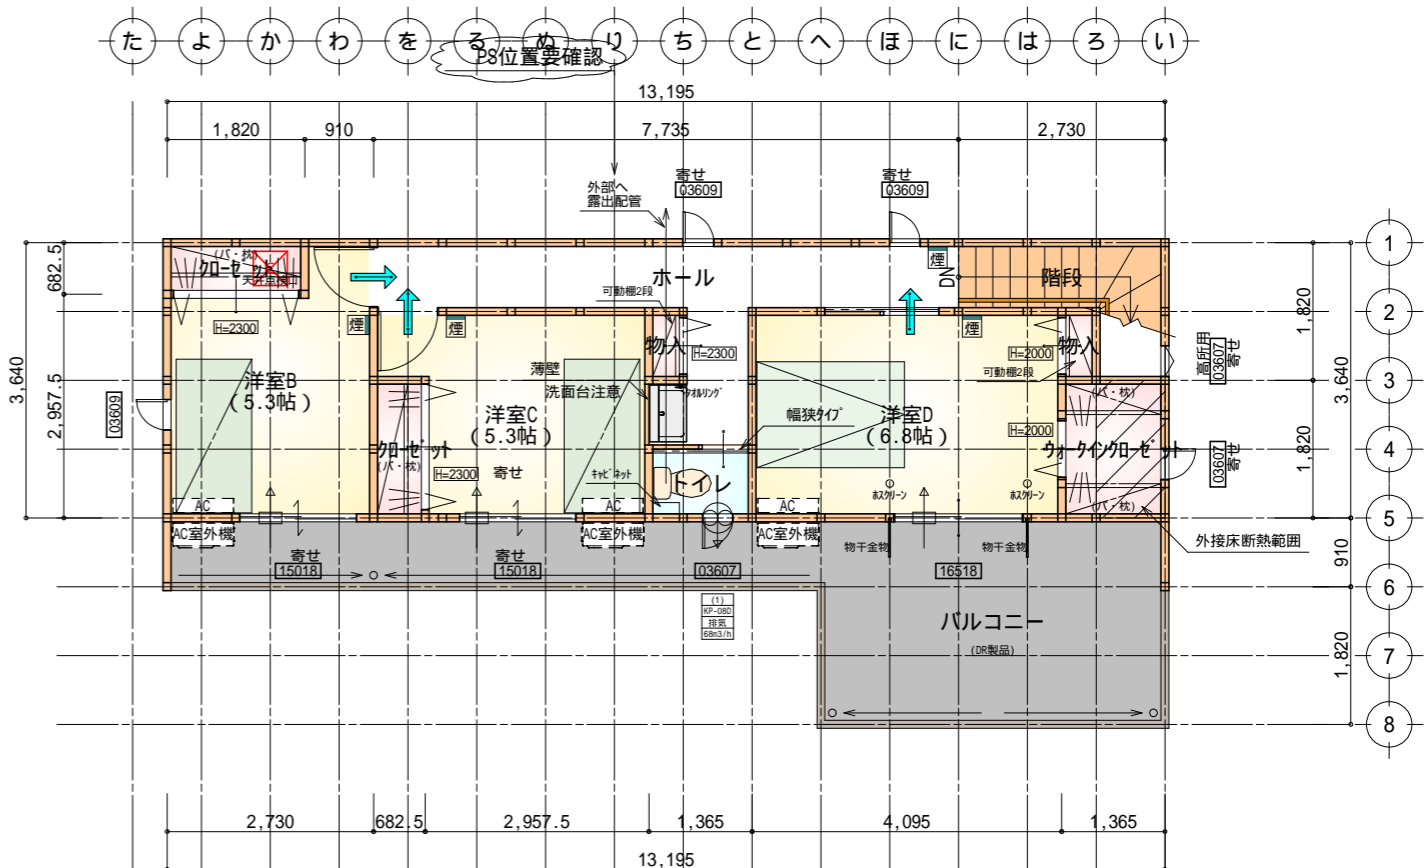 た よ か わ を る ぬ り ち と へ ほ に は ろ い
PS位置要確認
13,195
1,820 910 7,735 2,730
外部へ
露出配管
寄せ
03609
寄せ
03609
1
2
3
4
5
6
7
8
3,640
682.5
2,957.5
1,820
1,820
3,640
910
1,820
(パ・枕)
クローゼット
天井点検口
H=2300
煙
煙
ホール
煙
DN
階段
可動棚2段
物入
H=2300
煙
H=2000
物入
可動棚2段
高所用
03607
寄せ
03609
洋室B
(5.3帖)
薄壁
洗面台注意
タオルリング
洋室C
(5.3帖)
幅狭タイプ
洋室D
(6.8帖)
H=2000
(パ・枕)
ウォークインクローゼット
(パ・枕)
03607
寄せ
クローゼット
(パ・枕)
H=2300
寄せ
キャビネット
トイレ
ホスクリーン
ホスクリーン
AC
AC
AC
AC室外機
AC室外機
AC室外機
物干金物
物干金物
外接床断熱範囲
寄せ
15018
寄せ
15018
03607
16518
(1)
KP-08D
排気
68m3/h
バルコニー
(DR製品)
2,730 682.5 2,957.5 1,365 4,095 1,365
13,195